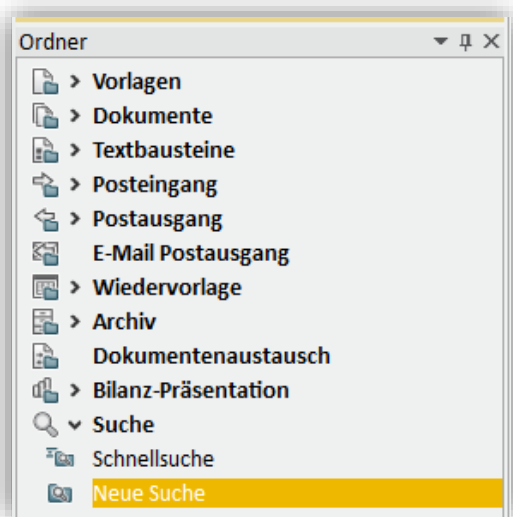 Ordner
Vorlagen
Dokumente
Textbausteine
Posteingang
Postausgang
E-Mail Postausgang
Wiedervorlage
Archiv
Dokumentenaustausch
Bilanz-Präsentation
Suche
Schnellsuche
Neue Suche